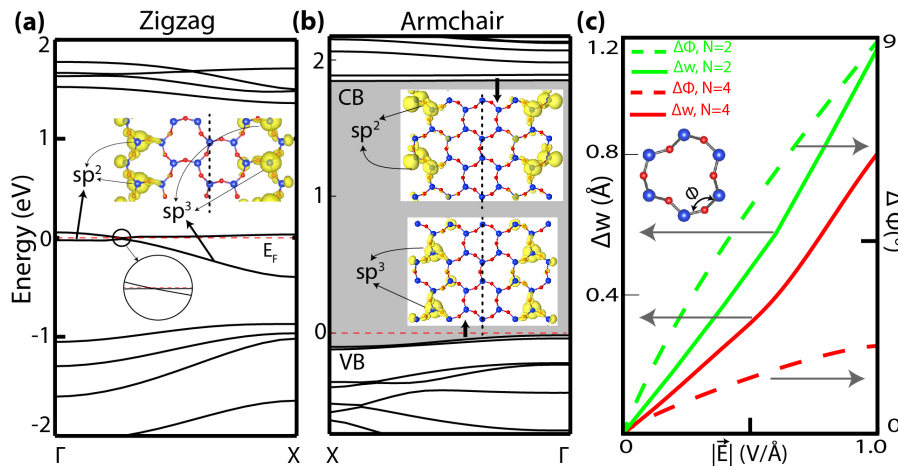 (a) Zigzag
Energy (eV)
2
1
0
-1
-2
sp²
sp³
E_F
Γ X
(b) Armchair
2
1
0
CB
sp²
sp³
VB
X Γ
(c)
1.2
0.8
0.4
Δw (Å)
ΔΦ, N=2
Δw, N=2
ΔΦ, N=4
Δw, N=4
Φ
9
0
Δ Φ(°)
0 1.0
|E⃗| (V/Å)